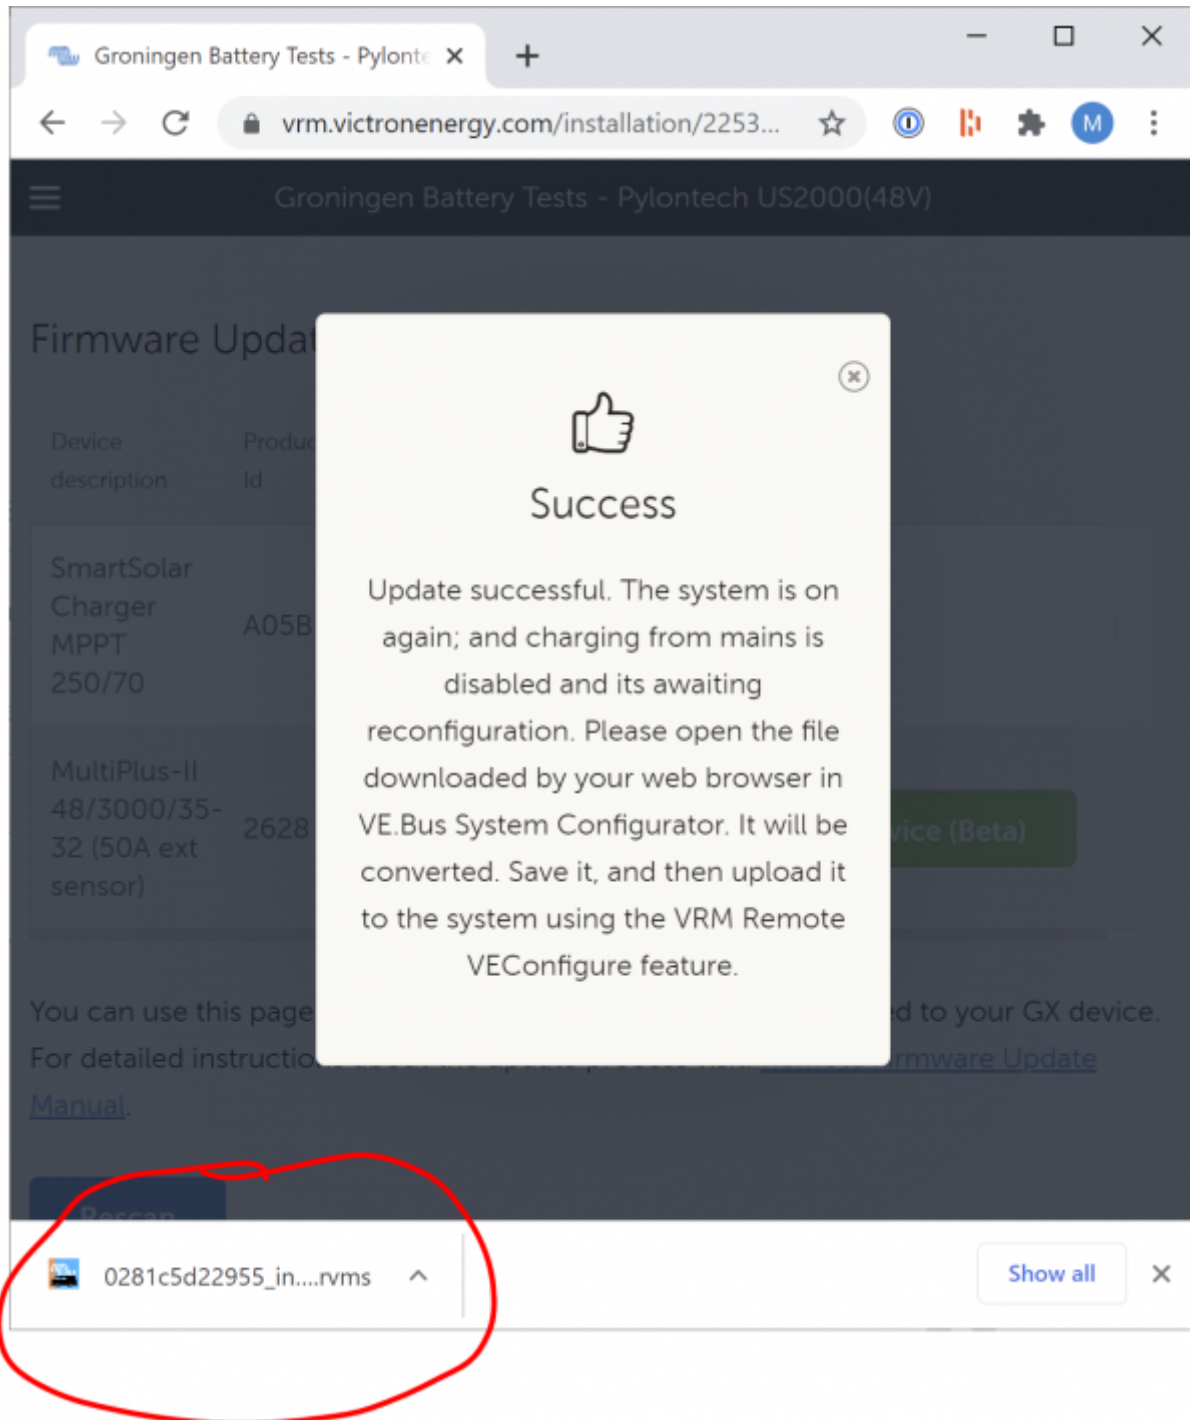 Groningen Battery Tests - Pylonte
vrm.victronenergy.com/installation/2253...
M
Groningen Battery Tests - Pylontech US2000(48V)
Firmware Updat
Device description
Produc Id
SmartSolar Charger MPPT 250/70
A05B
MultiPlus-II 48/3000/35-32 (50A ext sensor)
2628
vice (Beta)
Success
Update successful. The system is on
again; and charging from mains is
disabled and its awaiting
reconfiguration. Please open the file
downloaded by your web browser in
VE.Bus System Configurator. It will be
converted. Save it, and then upload it
to the system using the VRM Remote
VEConfigure feature.
You can use this page
ed to your GX device.
For detailed instructio
rmware Update
Manual.
Rescan
0281c5d22955_in....rvms
Show all